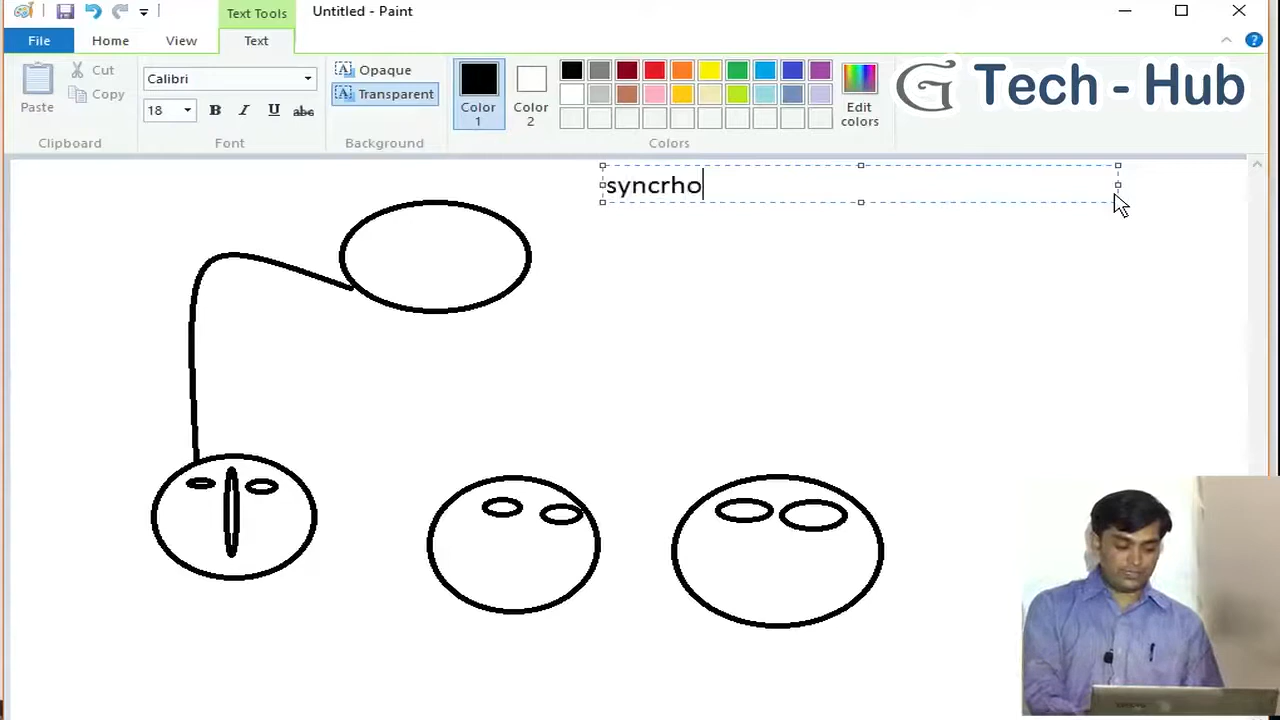 Text Tools
Untitled - Paint
File
Home
View
Text
Paste
Cut
Copy
Clipboard
Calibri
18
B I U abc
Font
Opaque
Transparent
Background
Color 1
Color 2
Edit colors
Colors
G Tech - Hub
syncrho